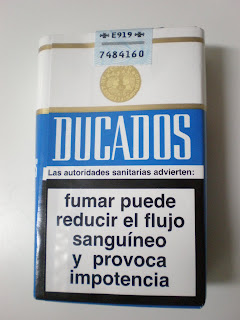 E919
7484160
DUCADOS
Las autoridades sanitarias advierten:
fumar puede
reducir el flujo
sanguíneo
y provoca
impotencia